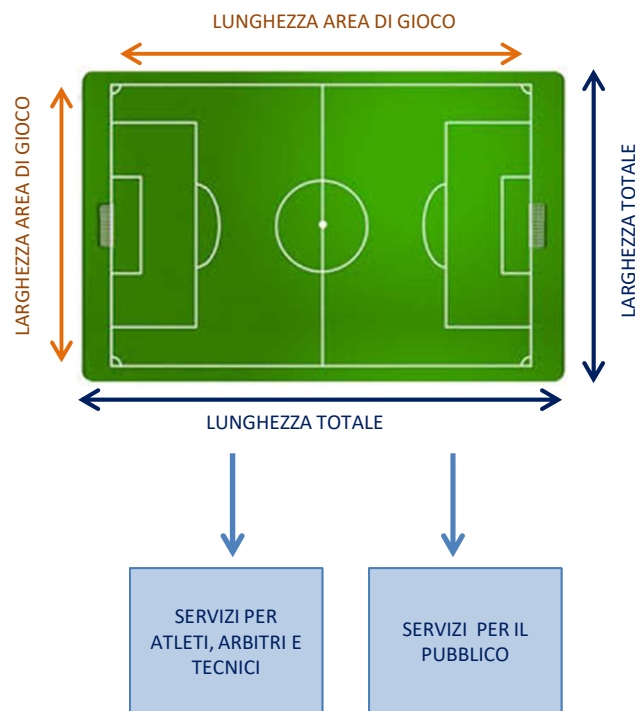 LUNGHEZZA AREA DI GIOCO
LARGHEZZA AREA DI GIOCO
LARGHEZZA TOTALE
LUNGHEZZA TOTALE
SERVIZI PER
ATLETI, ARBITRI E
TECNICI
SERVIZI PER IL
PUBBLICO